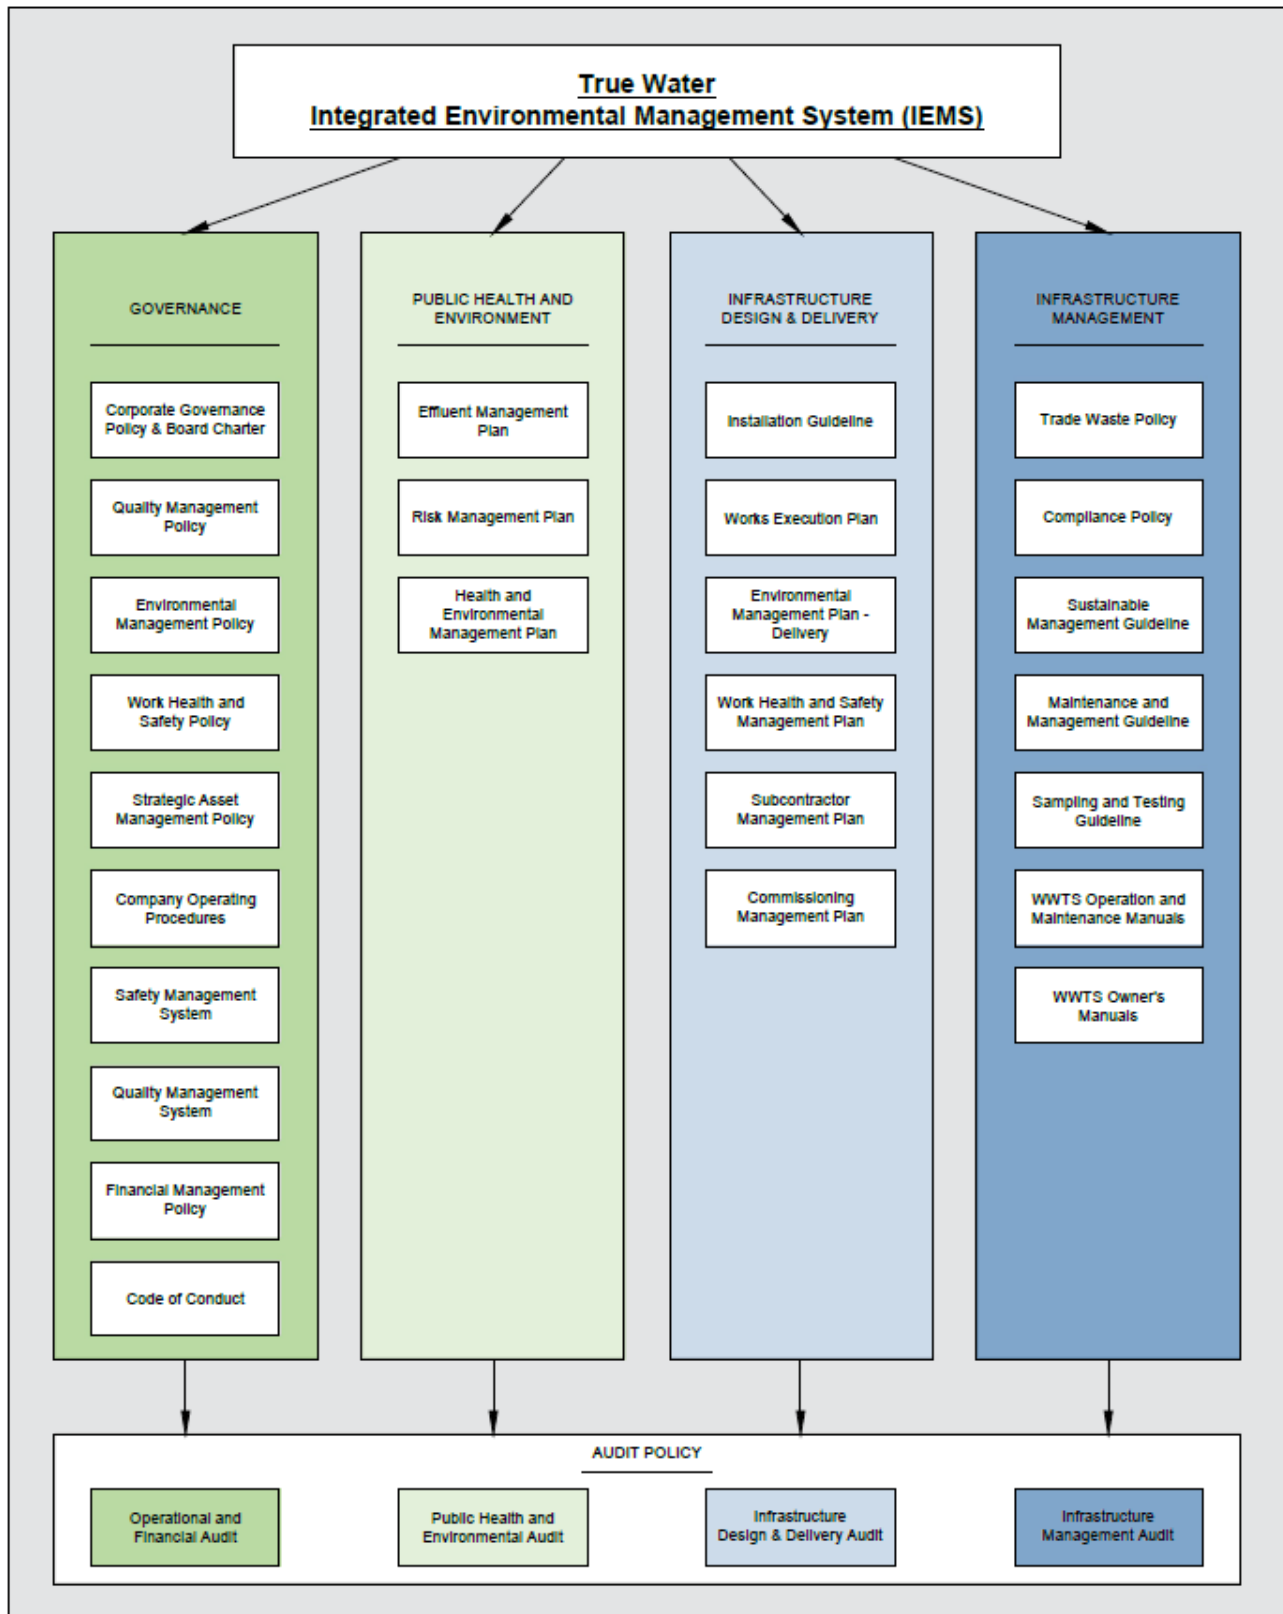 True Water
Integrated Environmental Management System (IEMS)
GOVERNANCE
Corporate Governance
Policy & Board Charter
Quality Management
Policy
Environmental
Management Policy
Work Health and
Safety Policy
Strategic Asset
Management Policy
Company Operating
Procedures
Safety Management
System
Quality Management
System
Financial Management
Policy
Code of Conduct
PUBLIC HEALTH AND
ENVIRONMENT
Effluent Management
Plan
Risk Management Plan
Health and
Environmental
Management Plan
INFRASTRUCTURE
DESIGN & DELIVERY
Installation Guideline
Works Execution Plan
Environmental
Management Plan -
Delivery
Work Health and Safety
Management Plan
Subcontractor
Management Plan
Commissioning
Management Plan
INFRASTRUCTURE
MANAGEMENT
Trade Waste Policy
Compliance Policy
Sustainable
Management Guideline
Maintenance and
Management Guideline
Sampling and Testing
Guideline
WWTS Operation and
Maintenance Manuals
WWTS Owner's
Manuals
AUDIT POLICY
Operational and
Financial Audit
Public Health and
Environmental Audit
Infrastructure
Design & Delivery Audit
Infrastructure
Management Audit